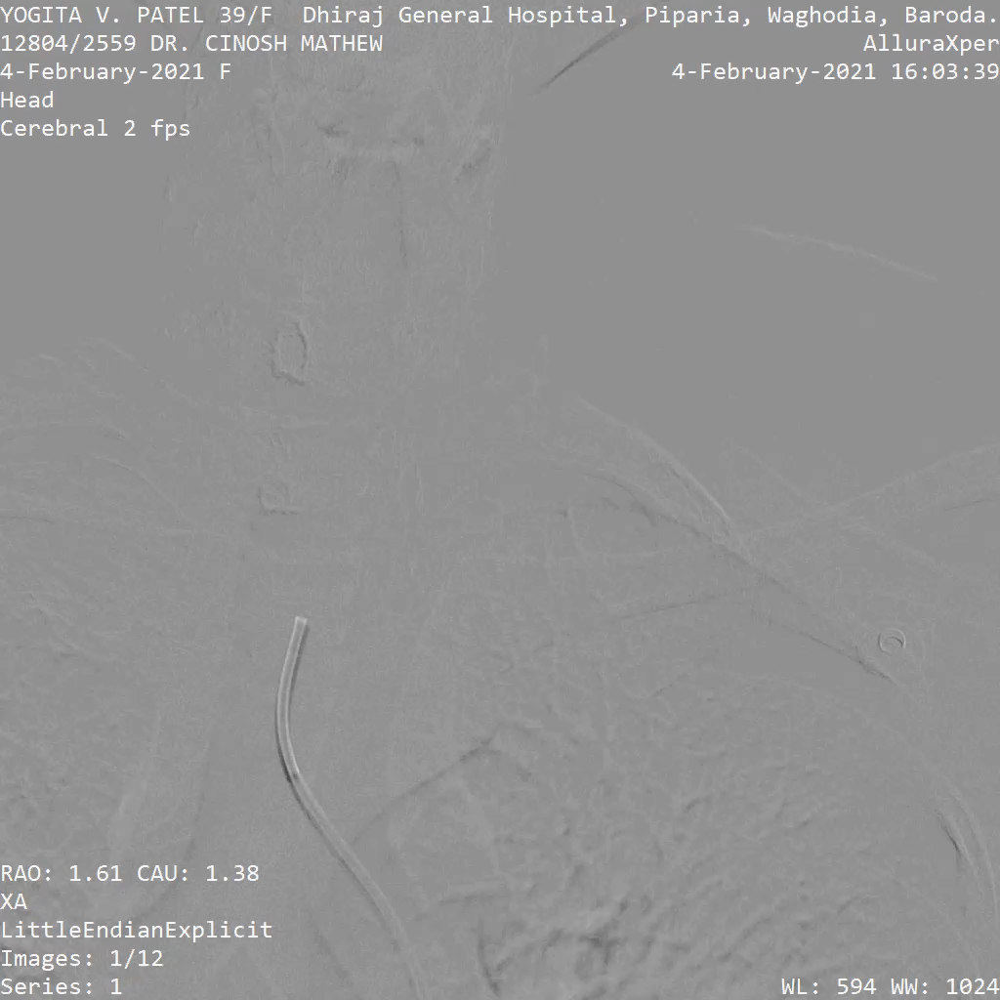 YOGITA V. PATEL 39/F Dhiraj General Hospital, Piparia, Waghodia, Baroda.
12804/2559 DR. CINOSH MATHEW AlluraXper
4-February-2021 F 4-February-2021 16:03:39
Head
Cerebral 2 fps
RAO: 1.61 CAU: 1.38
XA
LittleEndianExplicit
Images: 1/12
Series: 1 WL: 594 WW: 1024